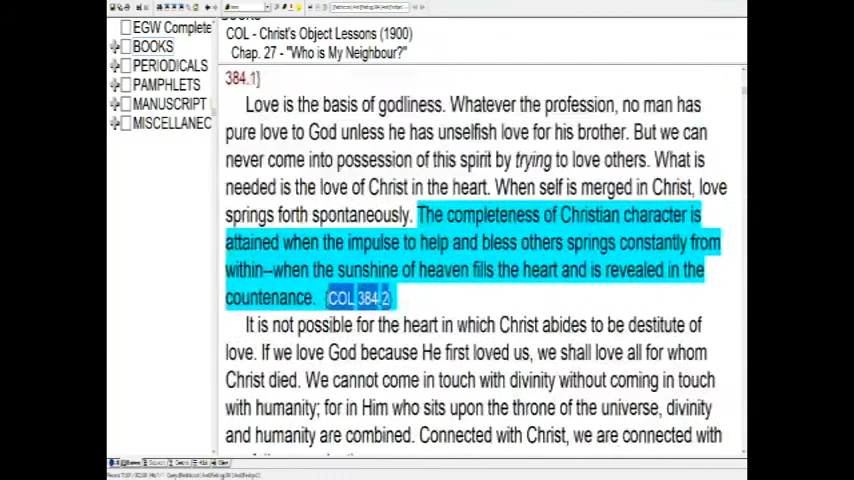 EGW Complete
BOOKS
PERIODICALS
PAMPHLETS
MANUSCRIPT
MISCELLANEC
COL - Christ's Object Lessons (1900)
Chap. 27 - "Who is My Neighbour?"
384.1}
Love is the basis of godliness. Whatever the profession, no man has
pure love to God unless he has unselfish love for his brother. But we can
never come into possession of this spirit by trying to love others. What is
needed is the love of Christ in the heart. When self is merged in Christ, love
springs forth spontaneously. The completeness of Christian character is
attained when the impulse to help and bless others springs constantly from
within--when the sunshine of heaven fills the heart and is revealed in the
countenance. {COL 384.2}
It is not possible for the heart in which Christ abides to be destitute of
love. If we love God because He first loved us, we shall love all for whom
Christ died. We cannot come in touch with divinity without coming in touch
with humanity; for in Him who sits upon the throne of the universe, divinity
and humanity are combined. Connected with Christ, we are connected with